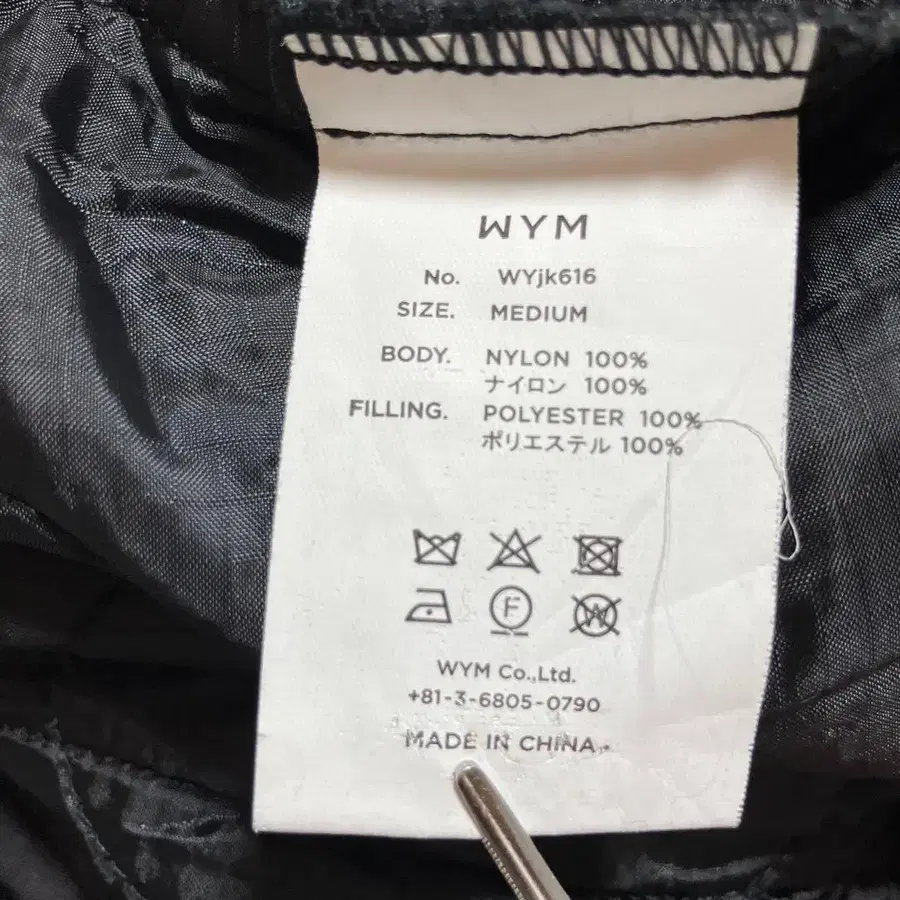 WYM
No. WYjk616
SIZE. MEDIUM
BODY. NYLON 100%
ナイロン 100%
FILLING. POLYESTER 100%
ポリエステル 100%
F W
WYM Co.,Ltd.
+81-3-6805-0790
MADE IN CHINA